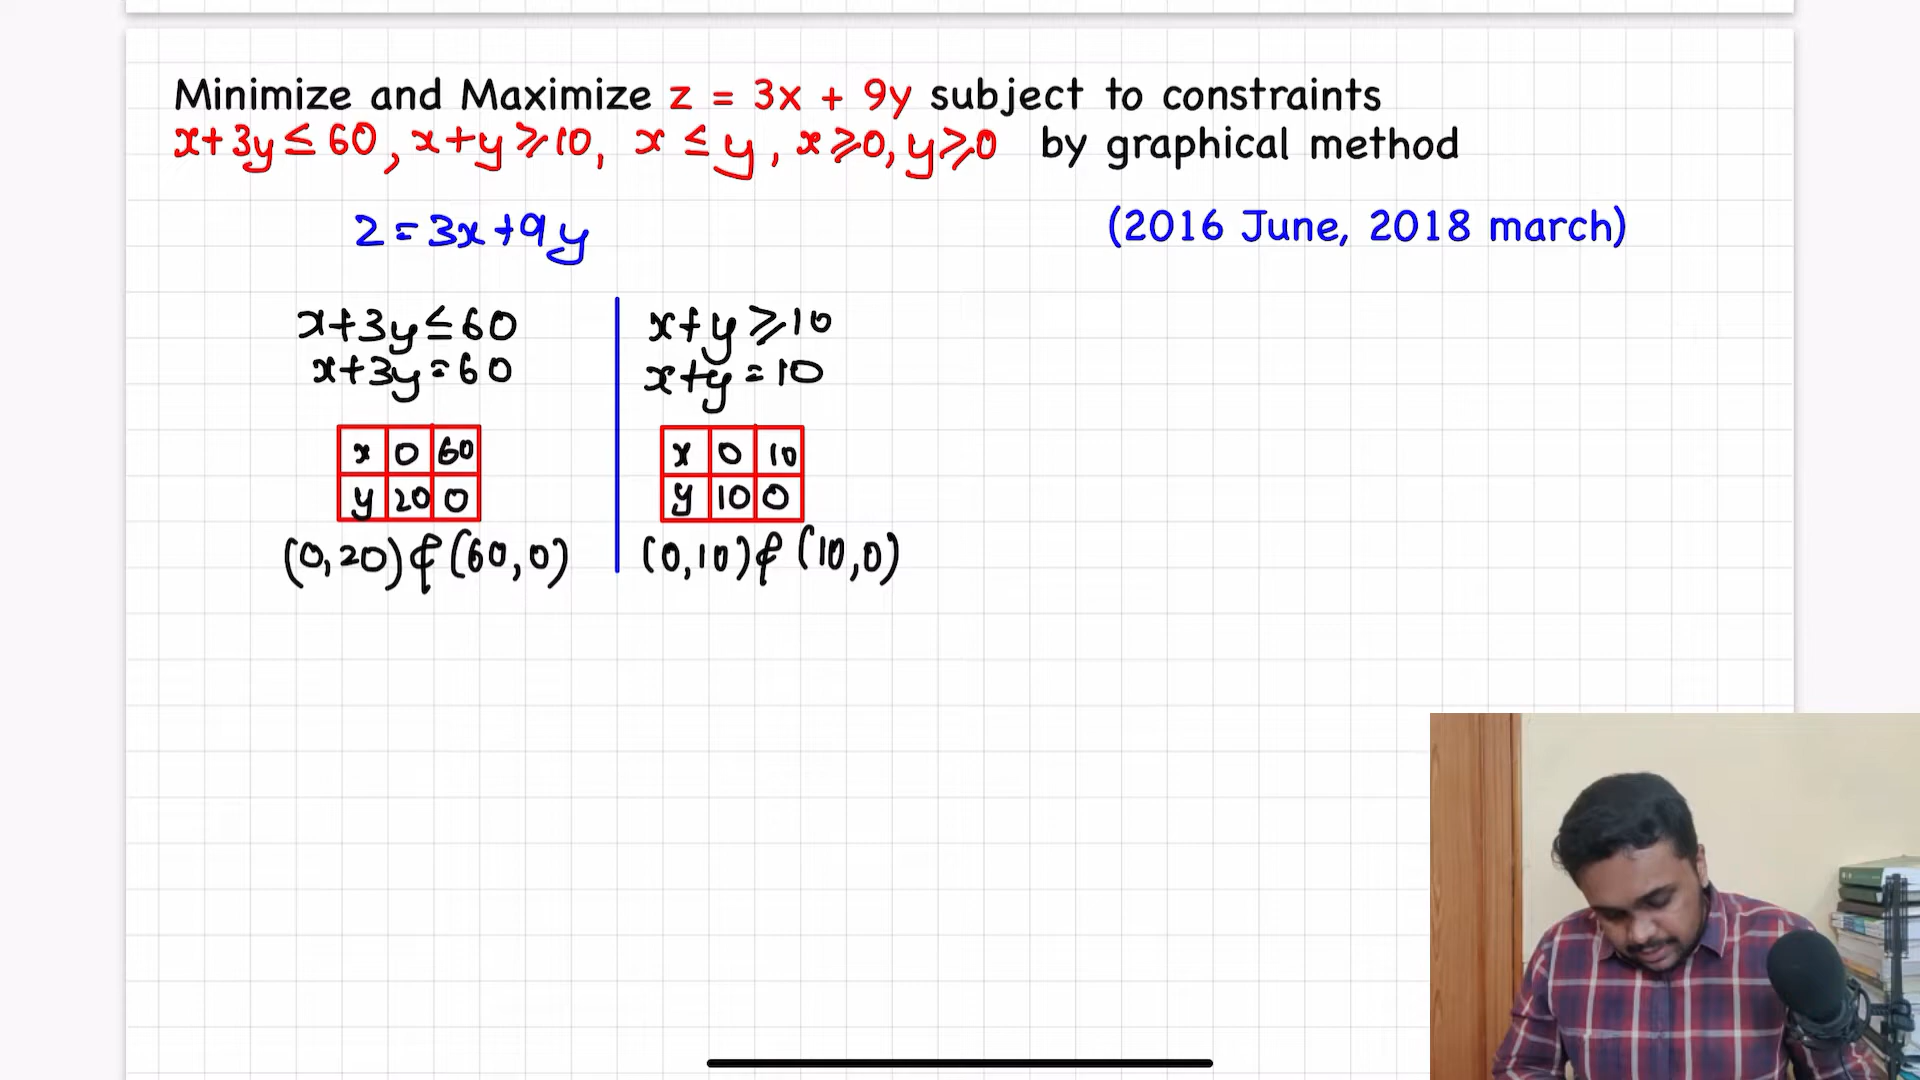 Minimize and Maximize z = 3x + 9y subject to constraints
x+3y≤60, x+y≥10, x≤y, x≥0, y≥0 by graphical method
z=3x+9y
(2016 June, 2018 march)
x+3y≤60
x+3y=60
x 0 60
y 20 0
(0,20) & (60,0)
x+y≥10
x+y=10
x 0 10
y 10 0
(0,10) & (10,0)